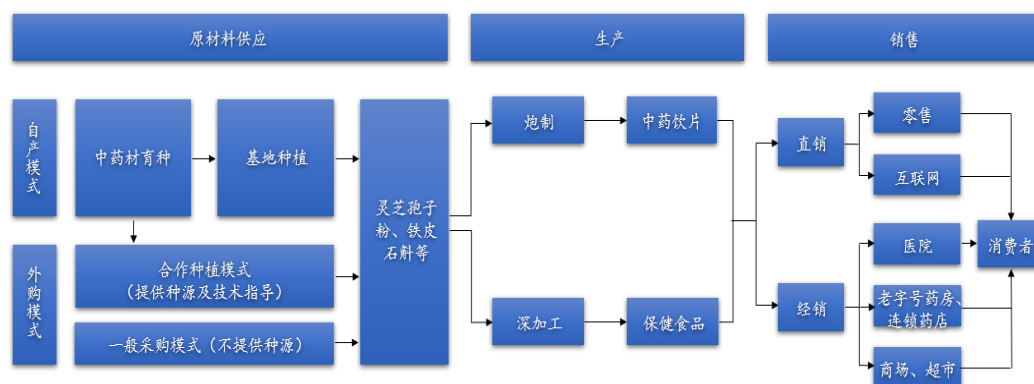 原材料供应
生产
销售
自产模式
中药材育种
基地种植
外购模式
合作种植模式
（提供种源及技术指导）
一般采购模式（不提供种源）
灵芝孢子
粉、铁皮
石斛等
炮制
中药饮片
深加工
保健食品
直销
经销
零售
互联网
医院
老字号药房、
连锁药店
商场、超市
消费者